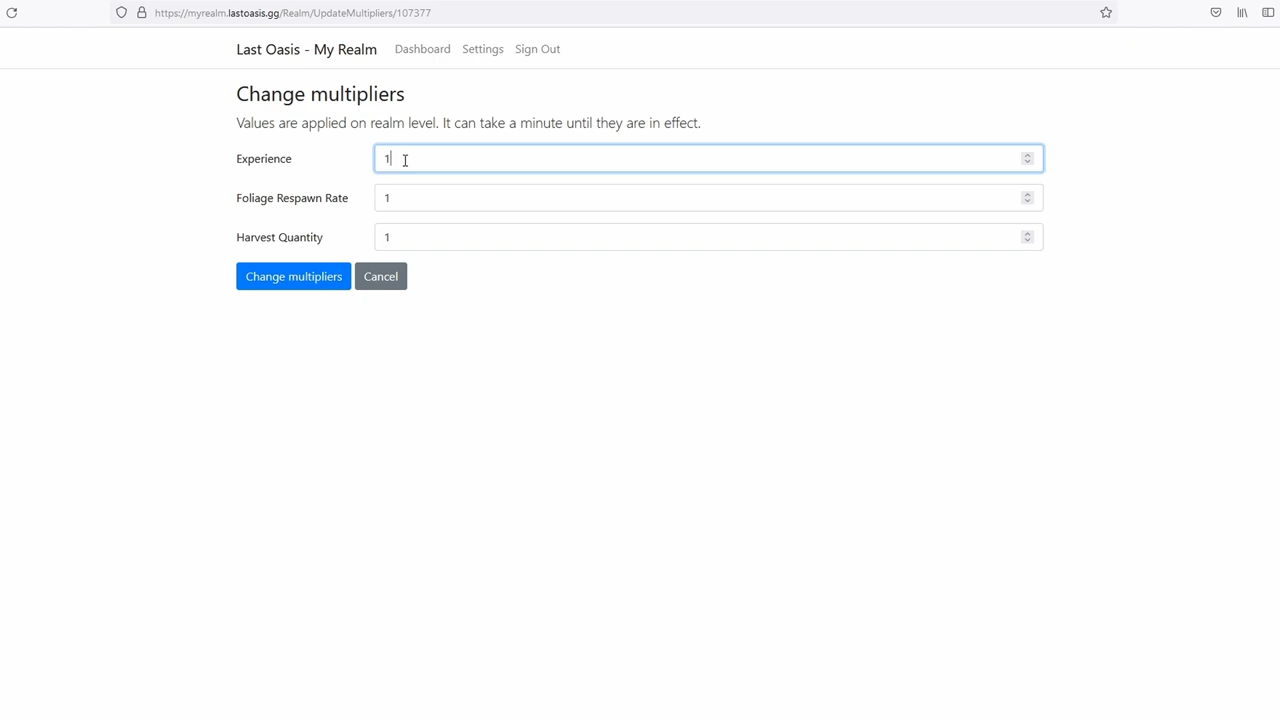 https://myrealm.lastoasis.gg/Realm/UpdateMultipliers/107377
Last Oasis - My Realm Dashboard Settings Sign Out
Change multipliers
Values are applied on realm level. It can take a minute until they are in effect.
Experience 1
Foliage Respawn Rate 1
Harvest Quantity 1
Change multipliers Cancel